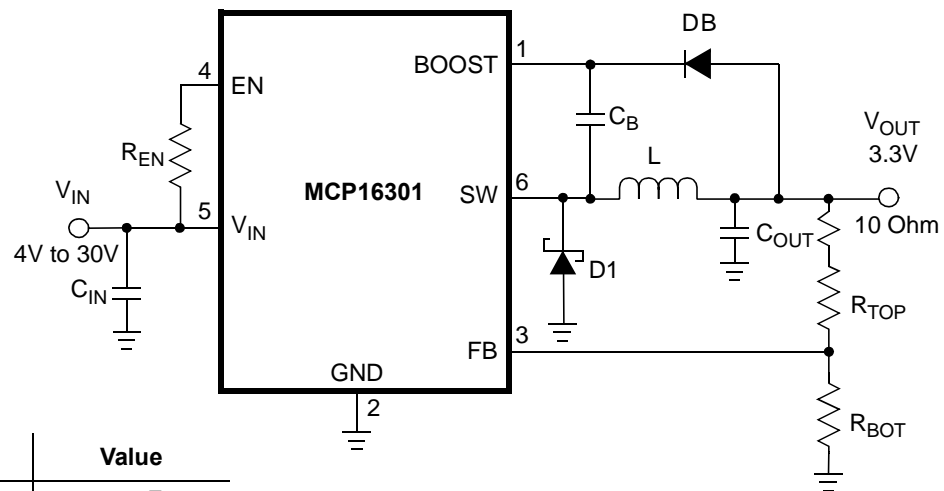 DB
1
BOOST
4
EN
C_B
V_OUT
3.3V
R_EN
L
MCP16301
6
SW
V_IN
5
V_IN
4V to 30V
10 Ohm
C_OUT
C_IN
D1
R_TOP
3
FB
GND
2
R_BOT
Value